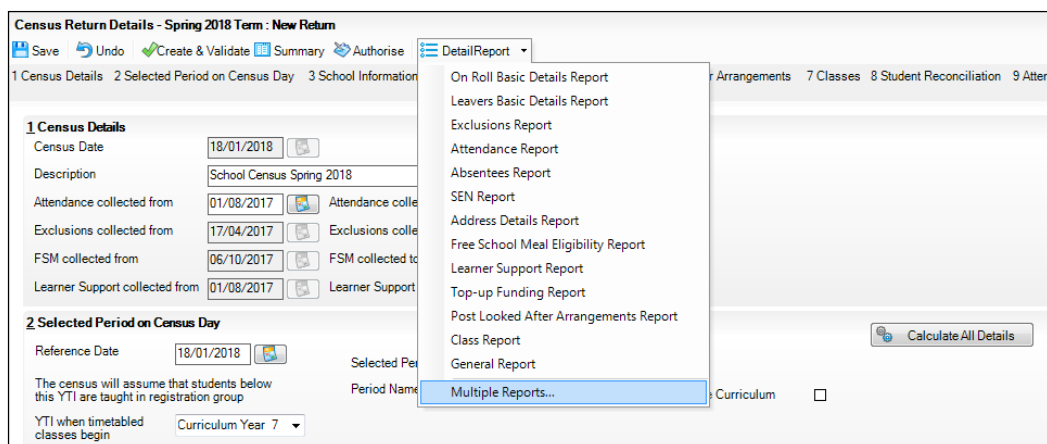 Census Return Details - Spring 2018 Term : New Return
Save Undo Create & Validate Summary Authorise DetailReport
1 Census Details 2 Selected Period on Census Day 3 School Information r Arrangements 7 Classes 8 Student Reconciliation 9 Atten
On Roll Basic Details Report
Leavers Basic Details Report
Exclusions Report
Attendance Report
Absentees Report
SEN Report
Address Details Report
Free School Meal Eligibility Report
Learner Support Report
Top-up Funding Report
Post Looked After Arrangements Report
Class Report
General Report
Multiple Reports...
1 Census Details
Census Date 18/01/2018
Description School Census Spring 2018
Attendance collected from 01/08/2017 Attendance colle
Exclusions collected from 17/04/2017 Exclusions colle
FSM collected from 06/10/2017 FSM collected to
Learner Support collected from 01/08/2017 Learner Support
2 Selected Period on Census Day
Calculate All Details
Reference Date 18/01/2018
Selected Per
The census will assume that students below
this YTI are taught in registration group
Period Name Curriculum
YTI when timetabled
classes begin
Curriculum Year 7